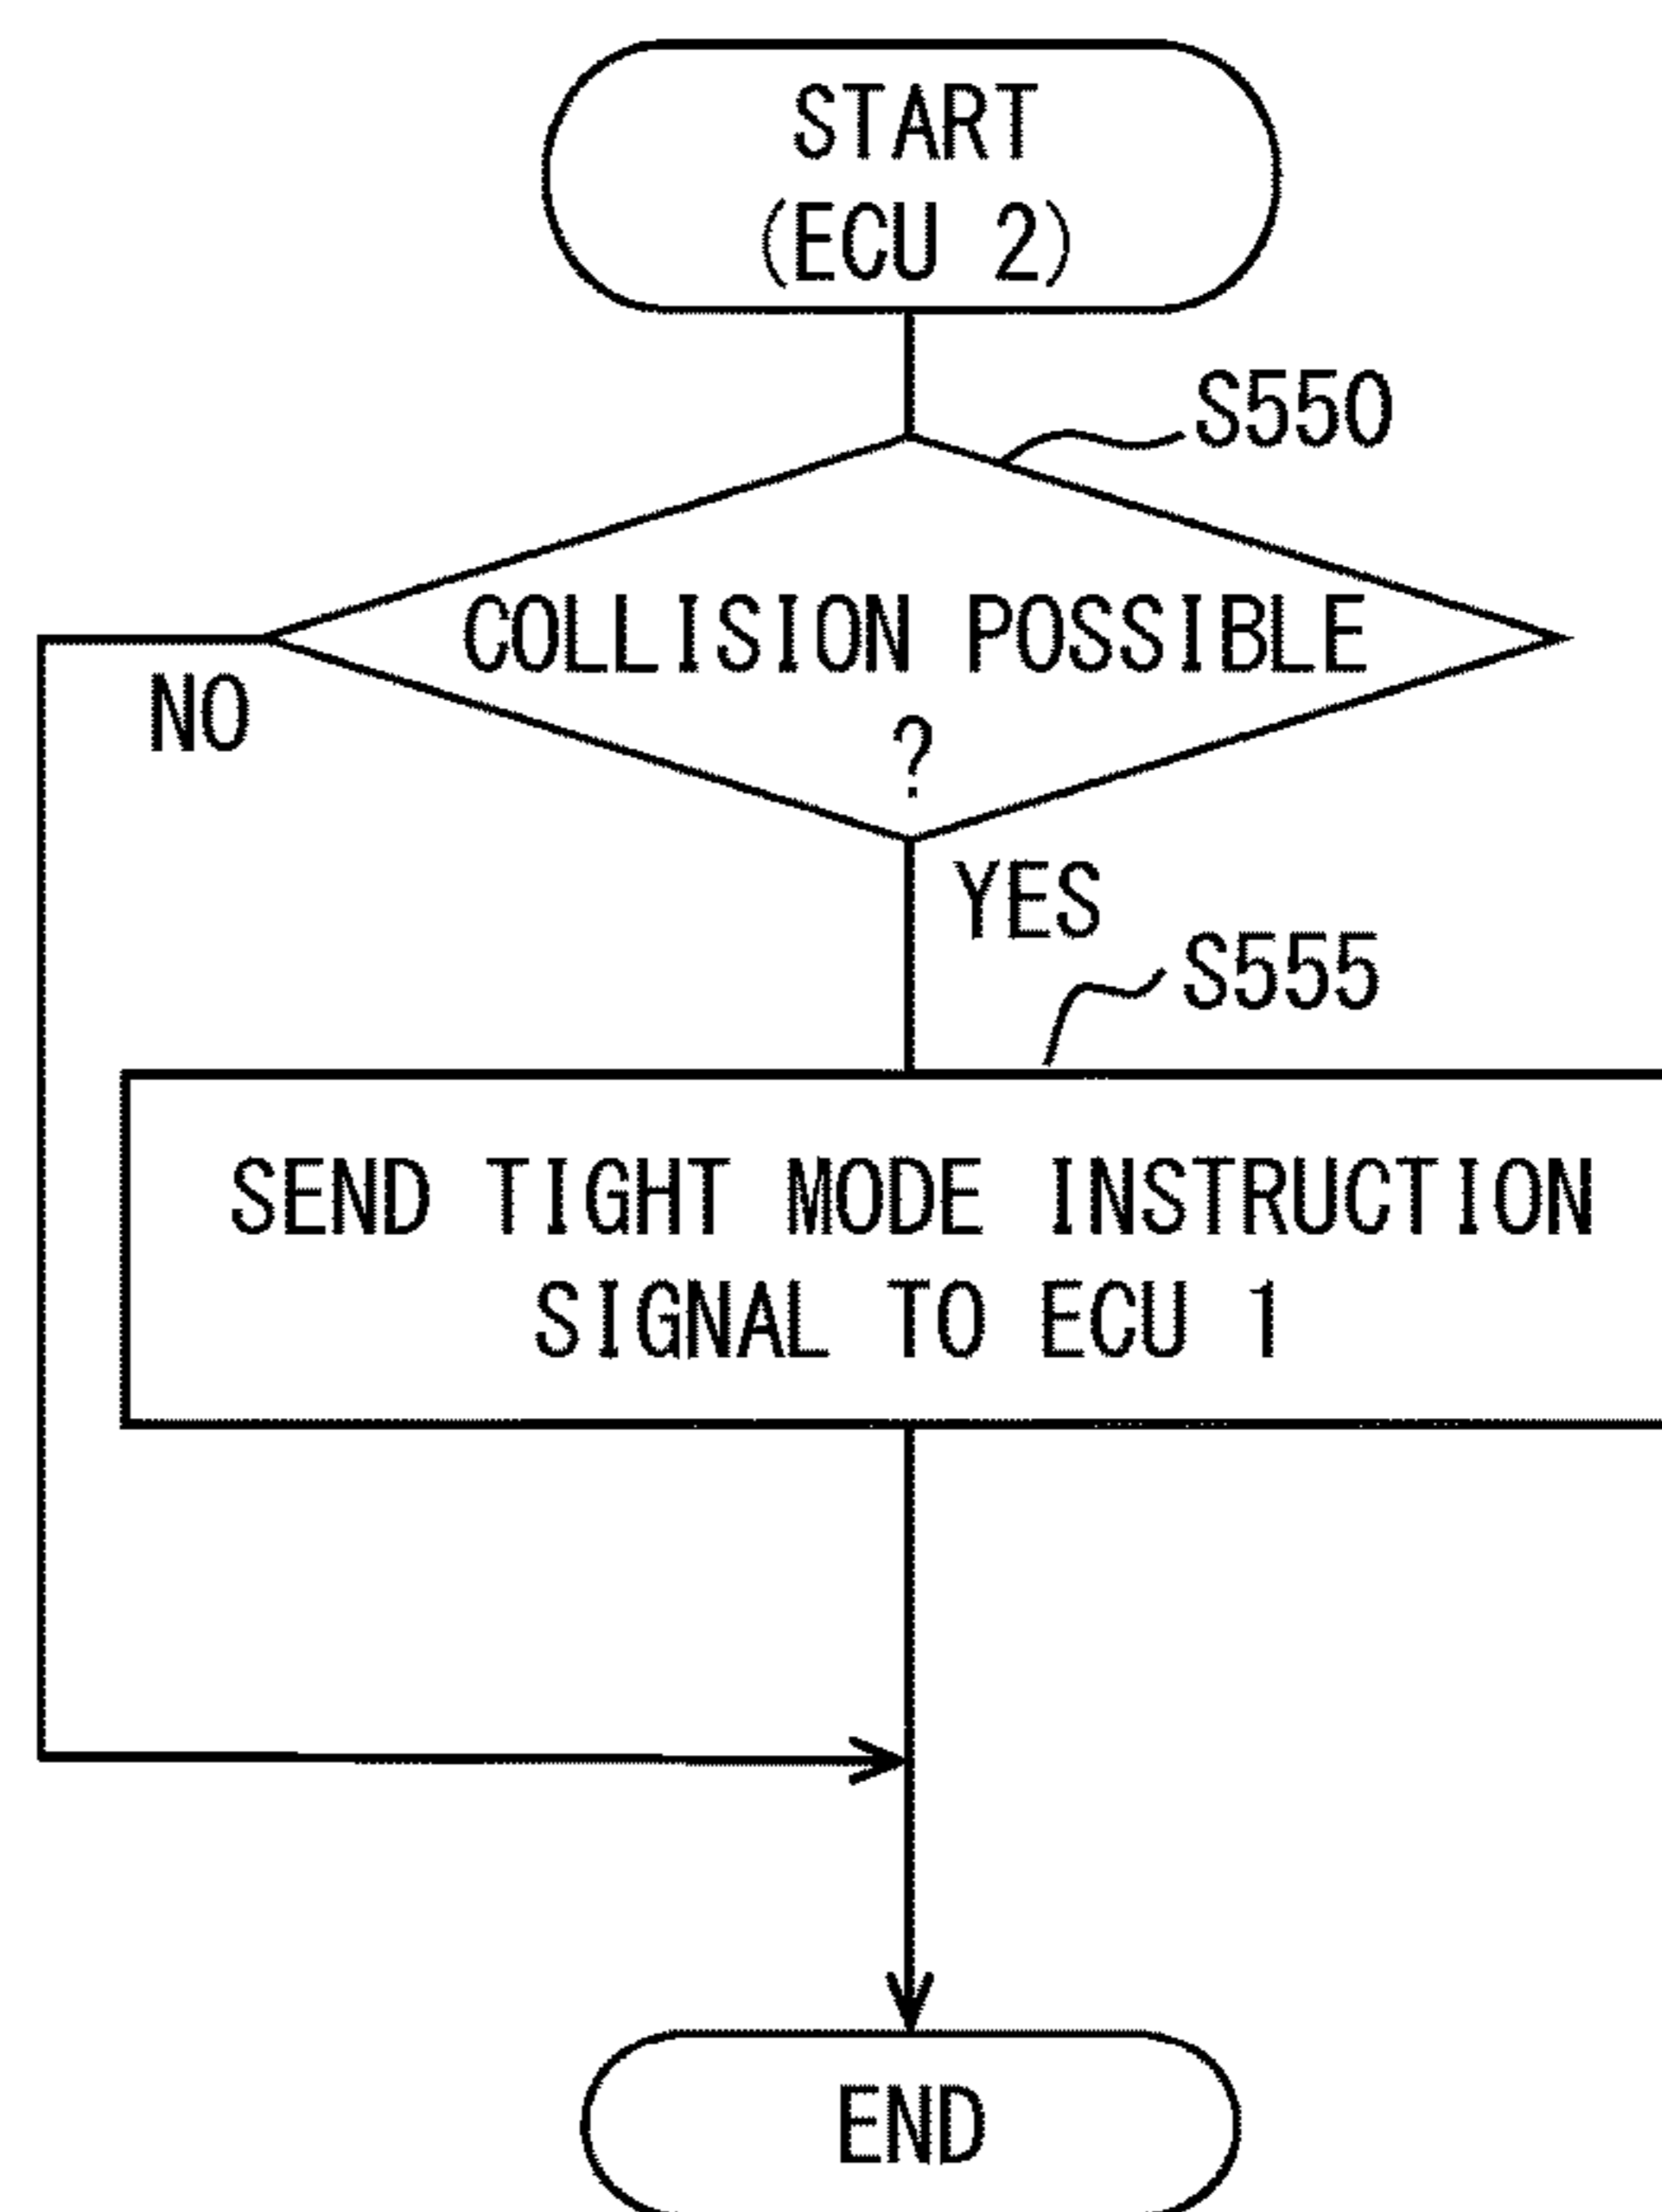 START
(ECU 2)
S550
COLLISION POSSIBLE
?
NO
YES
S555
SEND TIGHT MODE INSTRUCTION
SIGNAL TO ECU 1
END